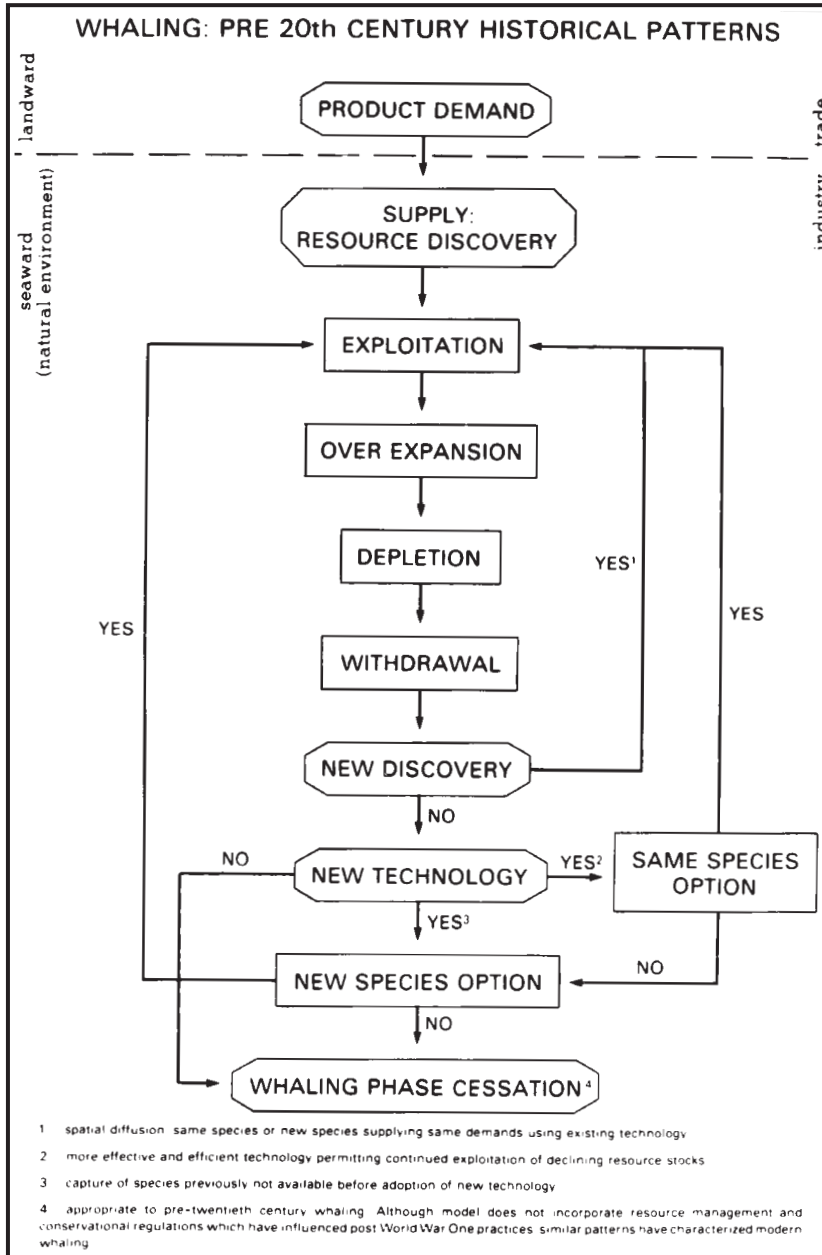 WHALING: PRE 20th CENTURY HISTORICAL PATTERNS
landward
trade
PRODUCT DEMAND
seaward
(natural environment)
industry
SUPPLY:
RESOURCE DISCOVERY
EXPLOITATION
OVER EXPANSION
DEPLETION
YES¹
YES
YES
WITHDRAWAL
NEW DISCOVERY
NO
NO
NEW TECHNOLOGY
YES²
SAME SPECIES
OPTION
YES³
NEW SPECIES OPTION
NO
NO
WHALING PHASE CESSATION⁴
1 spatial diffusion same species or new species supplying same demands using existing technology
2 more effective and efficient technology permitting continued exploitation of declining resource stocks
3 capture of species previously not available before adoption of new technology
4 appropriate to pre-twentieth century whaling. Although model does not incorporate resource management and
conservational regulations which have influenced post World War One practices similar patterns have characterized modern
whaling